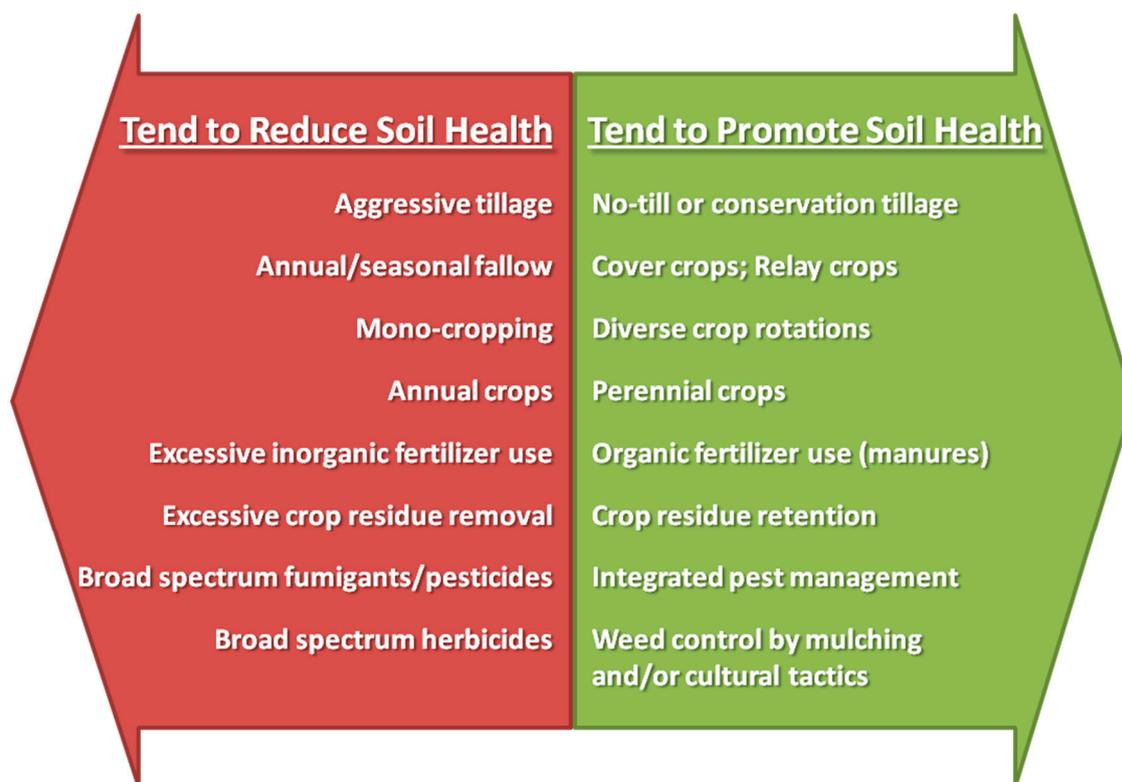 Tend to Reduce Soil Health
Aggressive tillage
Annual/seasonal fallow
Mono-cropping
Annual crops
Excessive inorganic fertilizer use
Excessive crop residue removal
Broad spectrum fumigants/pesticides
Broad spectrum herbicides
Tend to Promote Soil Health
No-till or conservation tillage
Cover crops; Relay crops
Diverse crop rotations
Perennial crops
Organic fertilizer use (manures)
Crop residue retention
Integrated pest management
Weed control by mulching
and/or cultural tactics